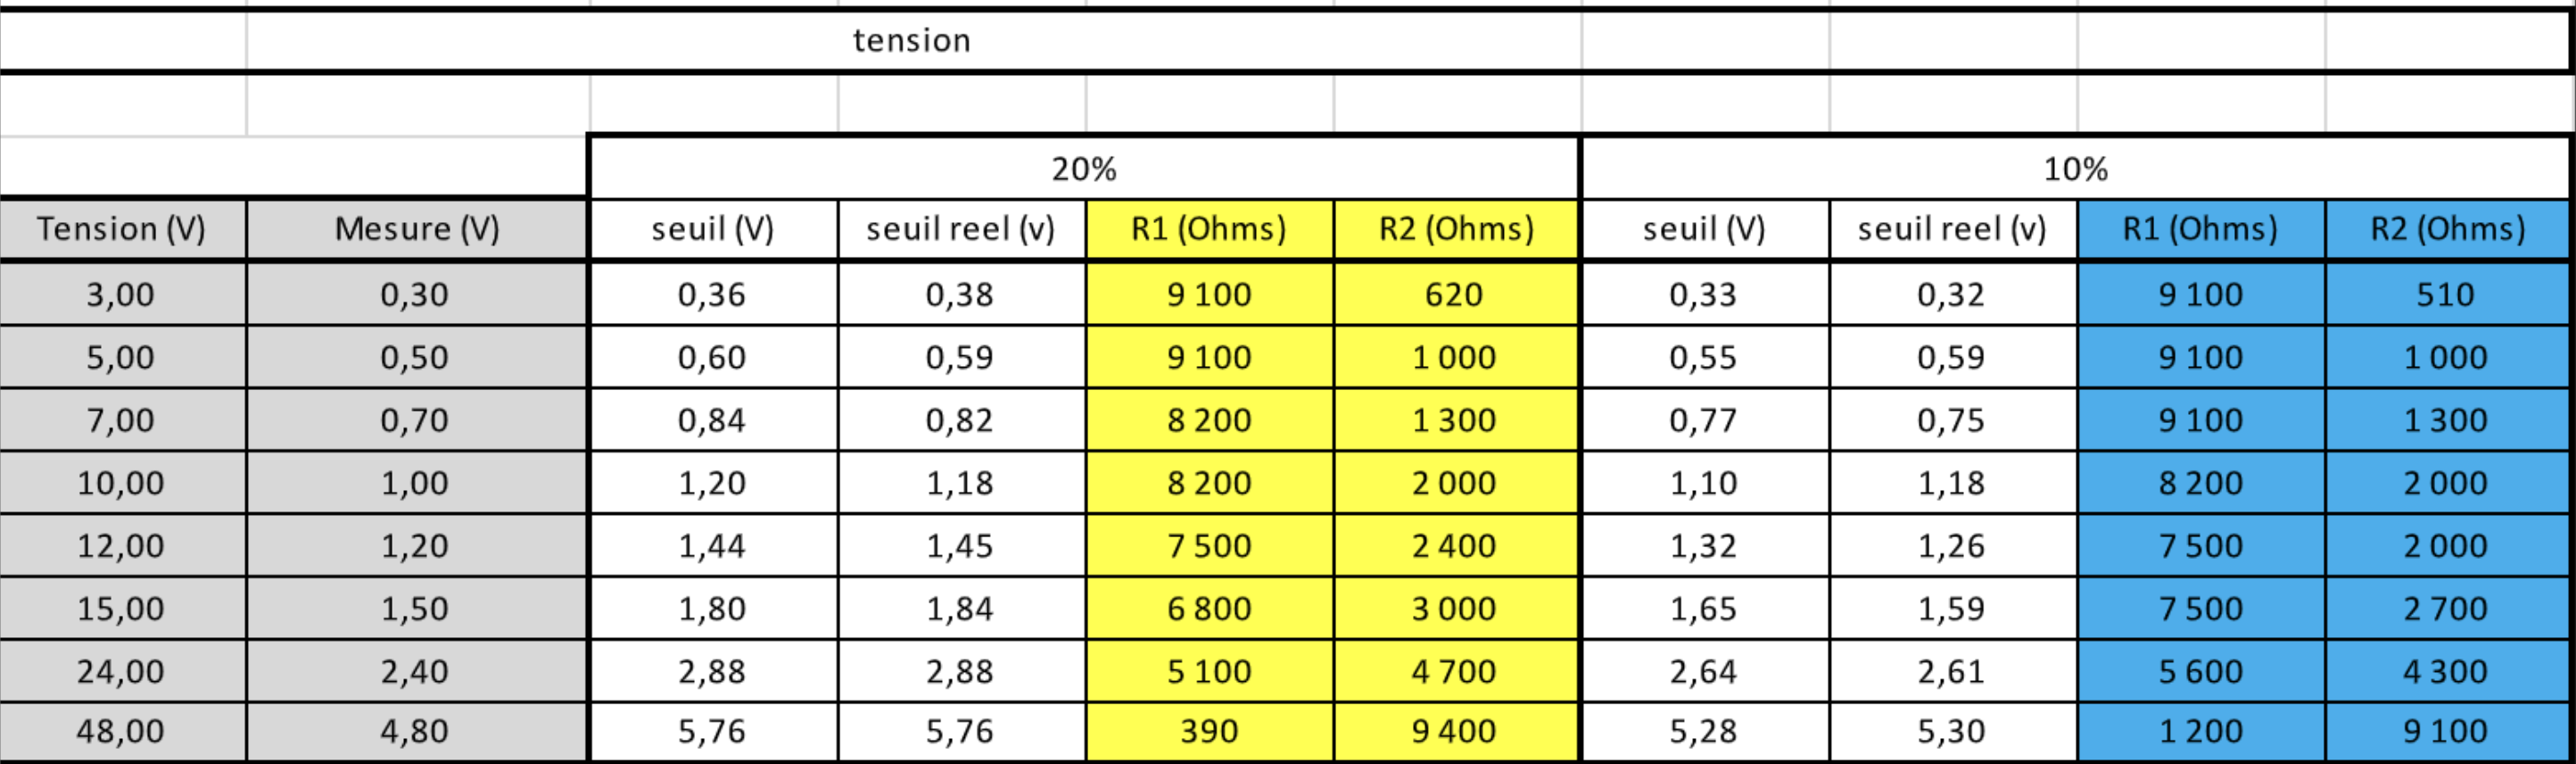 tension
20% 10%
Tension (V) Mesure (V) seuil (V) seuil reel (v) R1 (Ohms) R2 (Ohms) seuil (V) seuil reel (v) R1 (Ohms) R2 (Ohms)
3,00 0,30 0,36 0,38 9 100 620 0,33 0,32 9 100 510
5,00 0,50 0,60 0,59 9 100 1 000 0,55 0,59 9 100 1 000
7,00 0,70 0,84 0,82 8 200 1 300 0,77 0,75 9 100 1 300
10,00 1,00 1,20 1,18 8 200 2 000 1,10 1,18 8 200 2 000
12,00 1,20 1,44 1,45 7 500 2 400 1,32 1,26 7 500 2 000
15,00 1,50 1,80 1,84 6 800 3 000 1,65 1,59 7 500 2 700
24,00 2,40 2,88 2,88 5 100 4 700 2,64 2,61 5 600 4 300
48,00 4,80 5,76 5,76 390 9 400 5,28 5,30 1 200 9 100